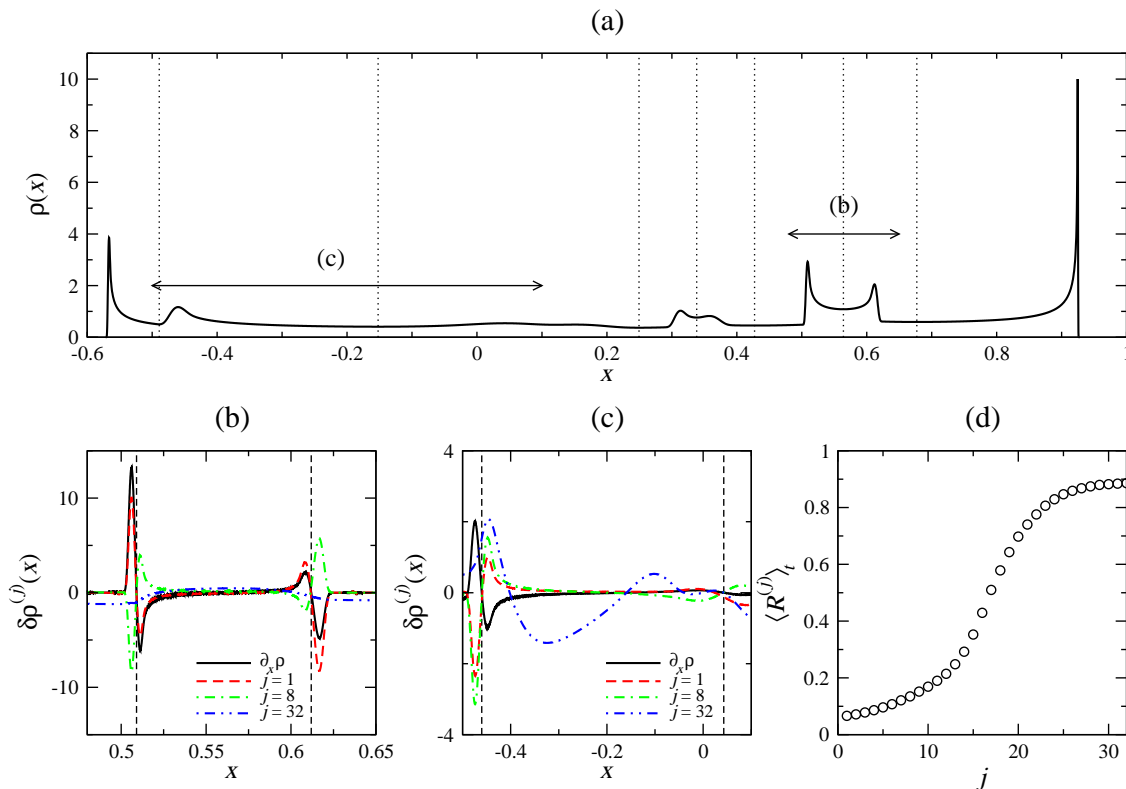 (a)
10
8
6
4
2
0
ρ(x)
(b)
(c)
-0.6 -0.4 -0.2 0 0.2 0.4 0.6 0.8 1
x
(b) (c) (d)
10
0
-10
δρ^(j)(x)
∂_xρ
j = 1
j = 8
j = 32
0.5 0.55 0.6 0.65
x
4
0
-4
δρ^(j)(x)
∂_xρ
j = 1
j = 8
j = 32
-0.4 -0.2 0
x
1
0.8
0.6
0.4
0.2
0
⟨R^(j)⟩_t
0 10 20 30
j